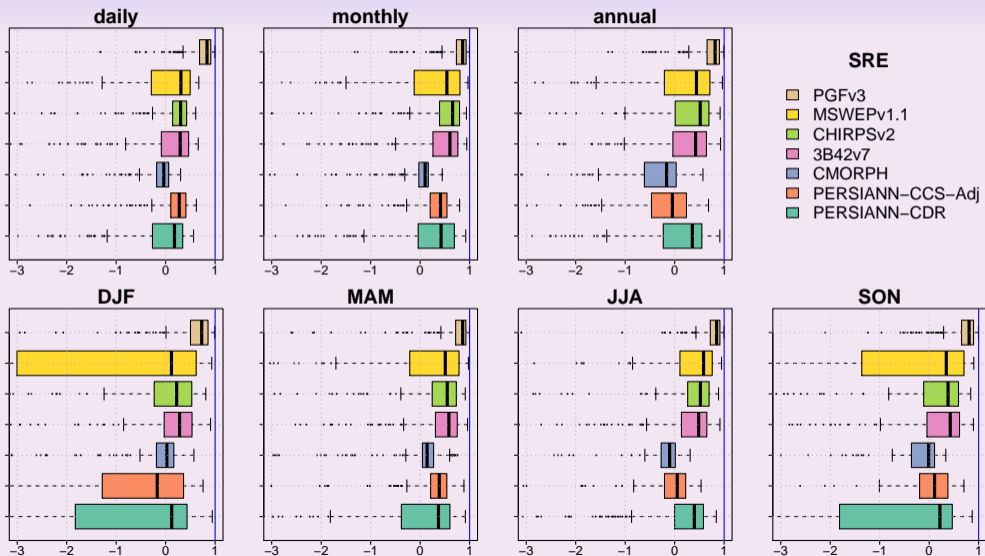 daily
monthly
annual
SRE
PGFv3
MSWEPv1.1
CHIRPSv2
3B42v7
CMORPH
PERSIANN−CCS−Adj
PERSIANN−CDR
−3 −2 −1 0 1
−3 −2 −1 0 1
−3 −2 −1 0 1
DJF
MAM
JJA
SON
−3 −2 −1 0 1
−3 −2 −1 0 1
−3 −2 −1 0 1
−3 −2 −1 0 1